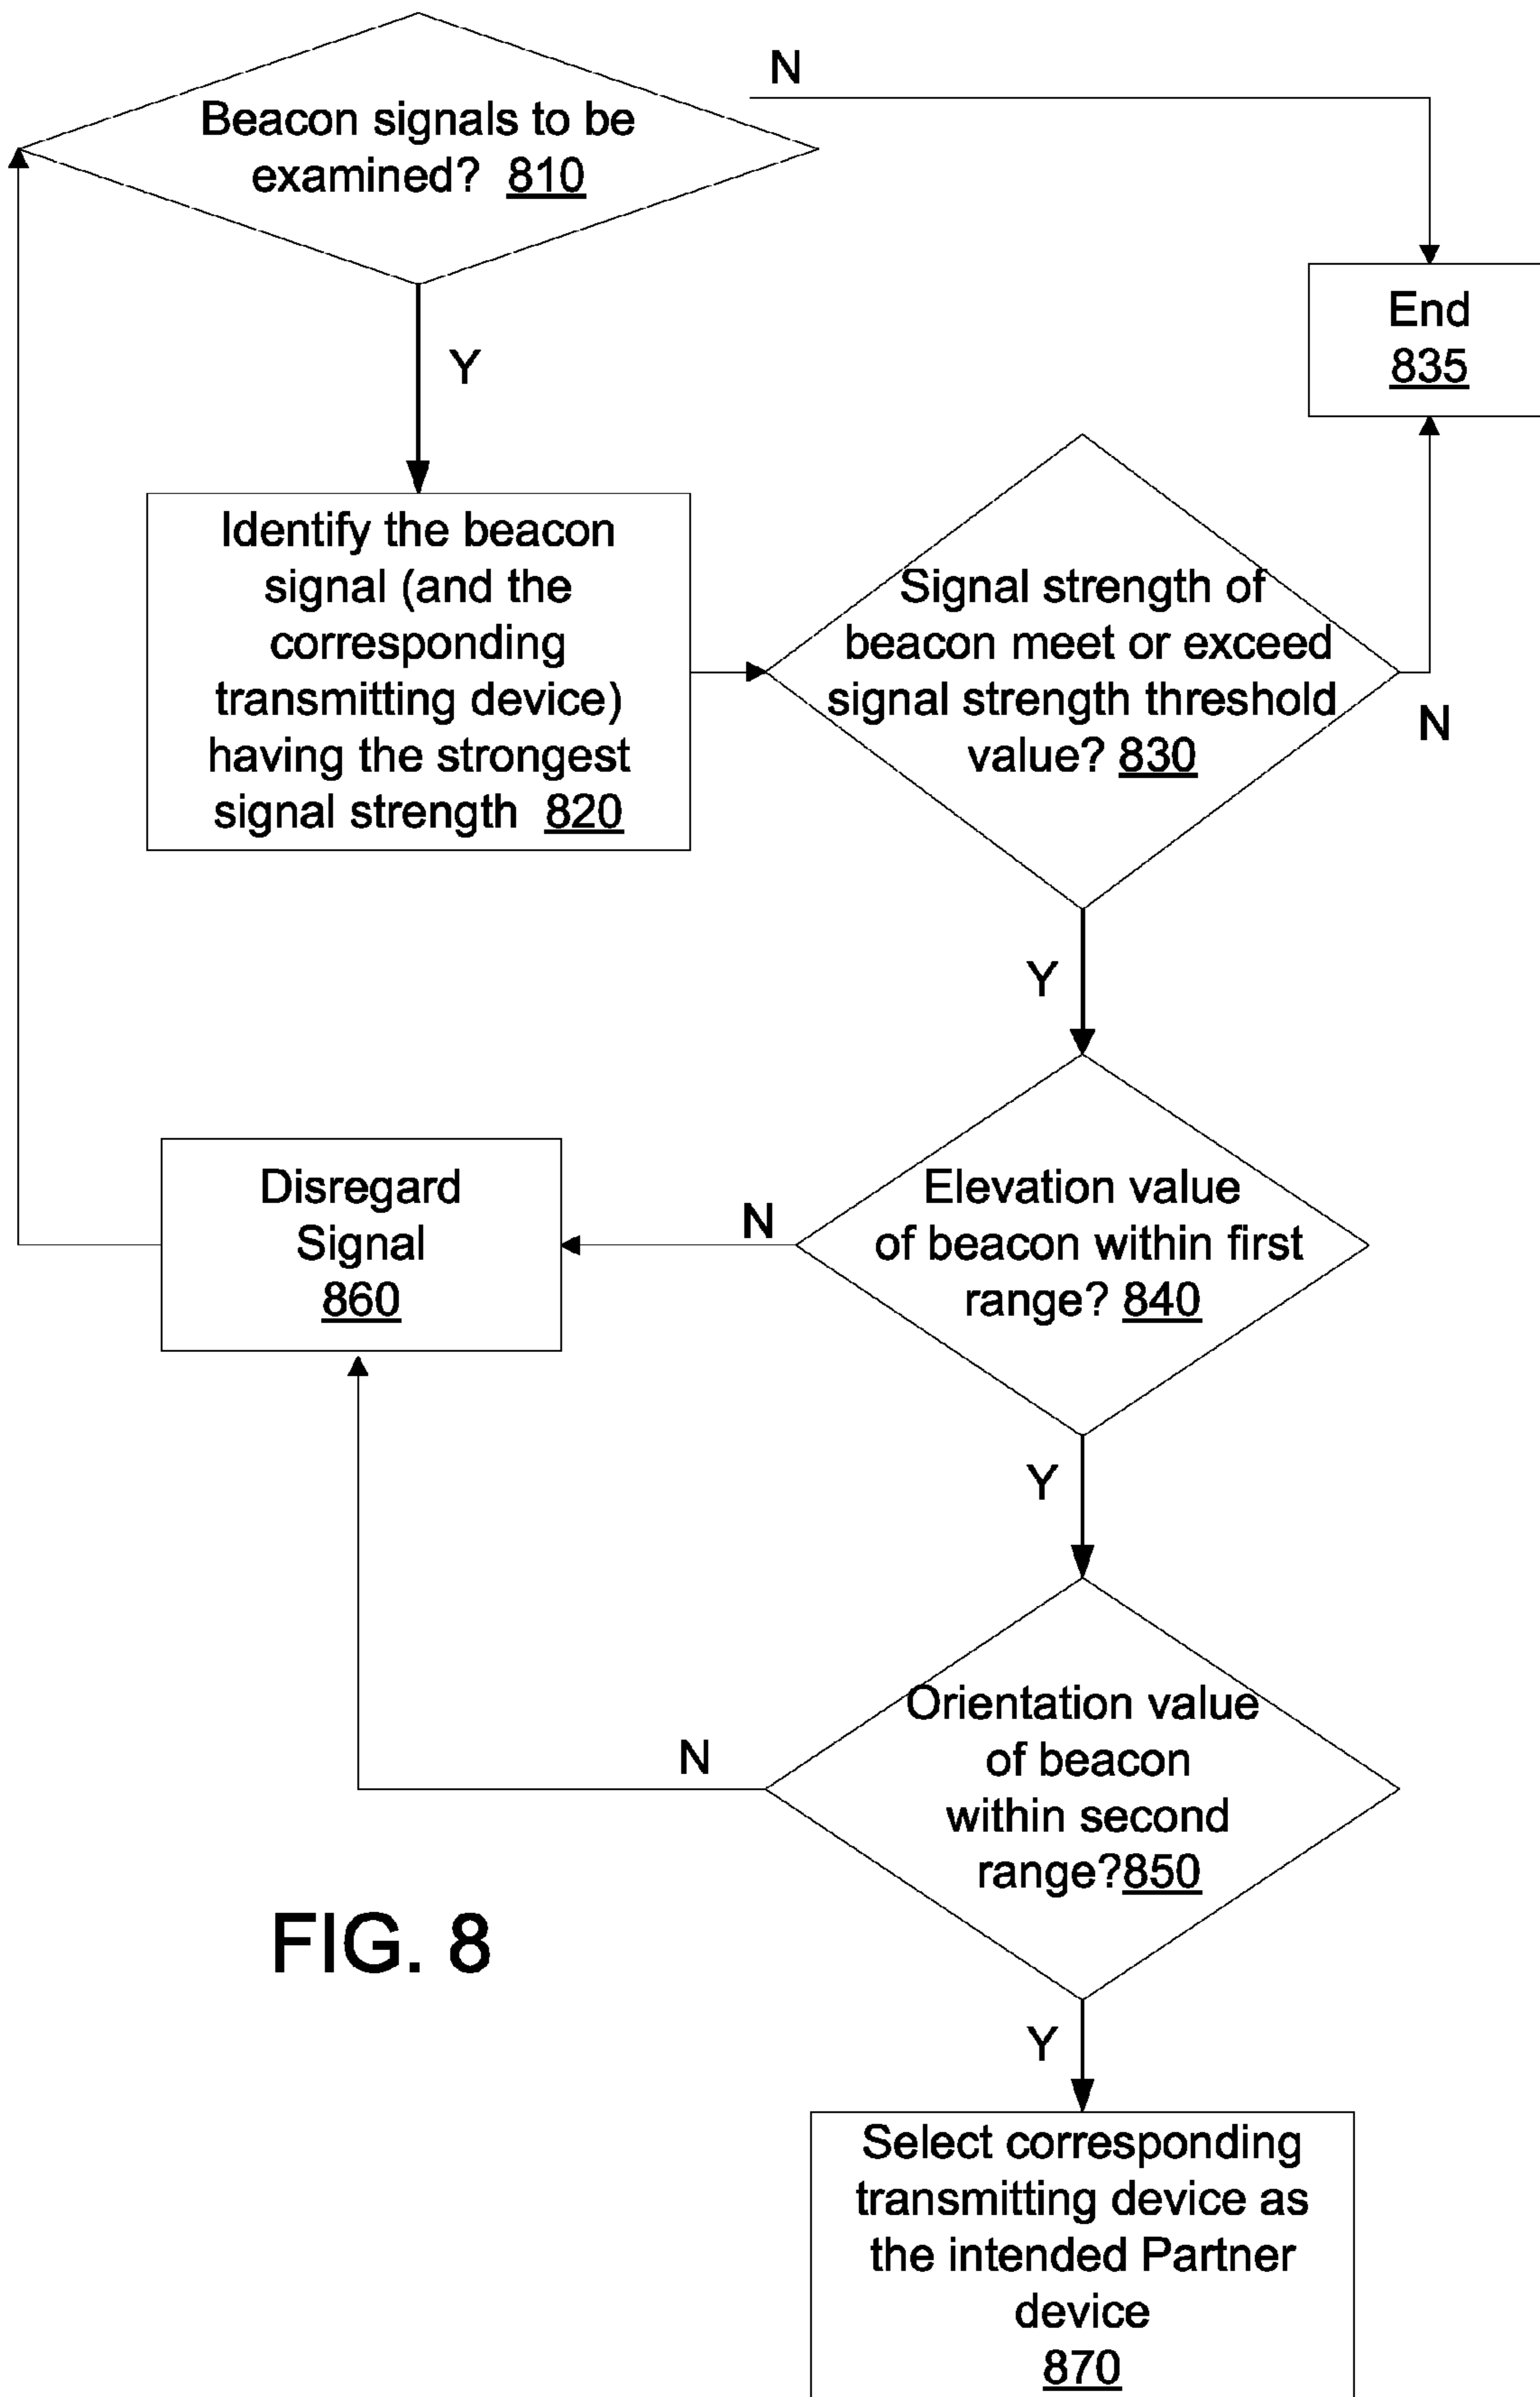 N
Beacon signals to be
examined? 810
End
835
Y
Identify the beacon
signal (and the
corresponding
transmitting device)
having the strongest
signal strength 820
Signal strength of
beacon meet or exceed
signal strength threshold
value? 830
N
Y
Disregard
Signal
860
N
Elevation value
of beacon within first
range? 840
Y
N
Orientation value
of beacon
within second
range?850
FIG. 8
Y
Select corresponding
transmitting device as
the intended Partner
device
870